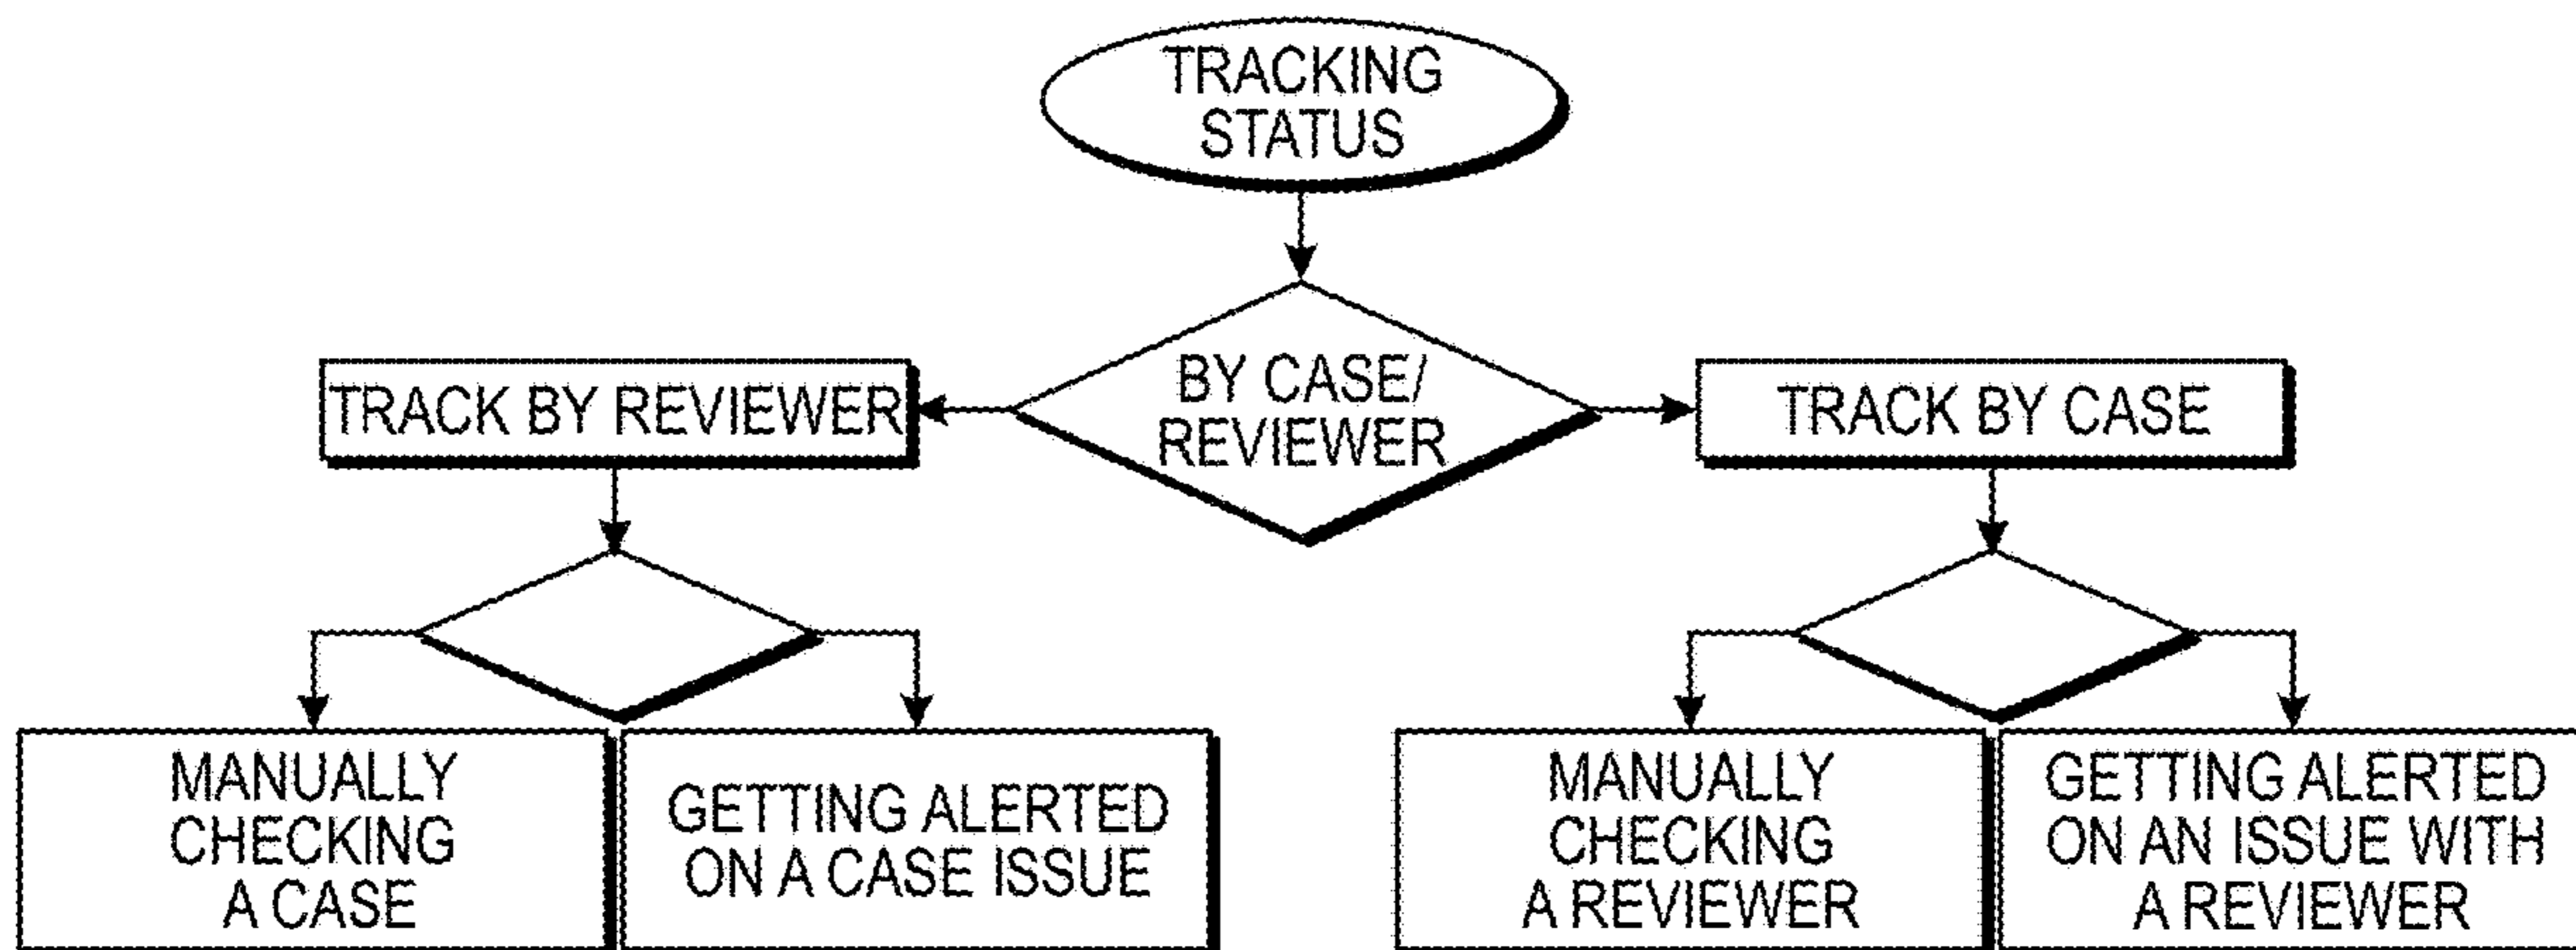 TRACKING
STATUS
TRACK BY REVIEWER
BY CASE/
REVIEWER
TRACK BY CASE
MANUALLY
CHECKING
A CASE
GETTING ALERTED
ON A CASE ISSUE
MANUALLY
CHECKING
A REVIEWER
GETTING ALERTED
ON AN ISSUE WITH
A REVIEWER